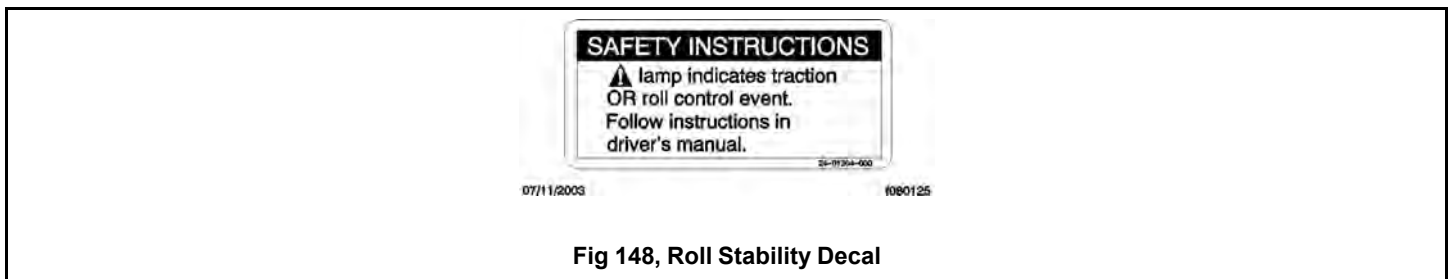 SAFETY INSTRUCTIONS
⚠ lamp indicates traction
OR roll control event.
Follow instructions in
driver's manual.
07/11/2003 f080125
Fig 148, Roll Stability Decal